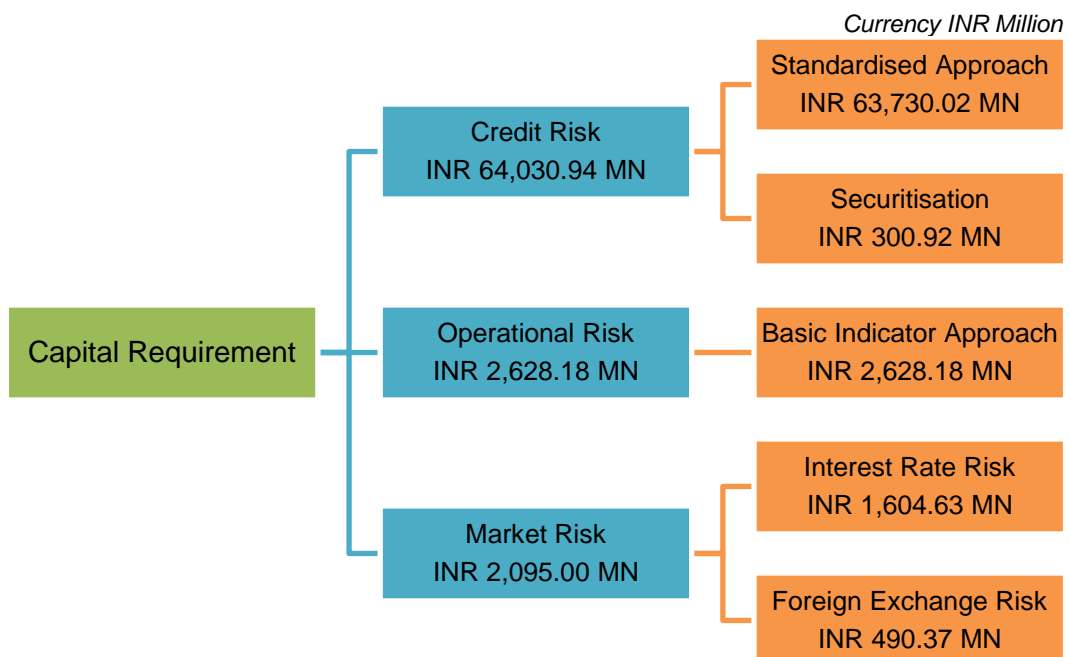 Currency INR Million
Standardised Approach
INR 63,730.02 MN
Credit Risk
INR 64,030.94 MN
Securitisation
INR 300.92 MN
Capital Requirement
Operational Risk
INR 2,628.18 MN
Basic Indicator Approach
INR 2,628.18 MN
Interest Rate Risk
INR 1,604.63 MN
Market Risk
INR 2,095.00 MN
Foreign Exchange Risk
INR 490.37 MN